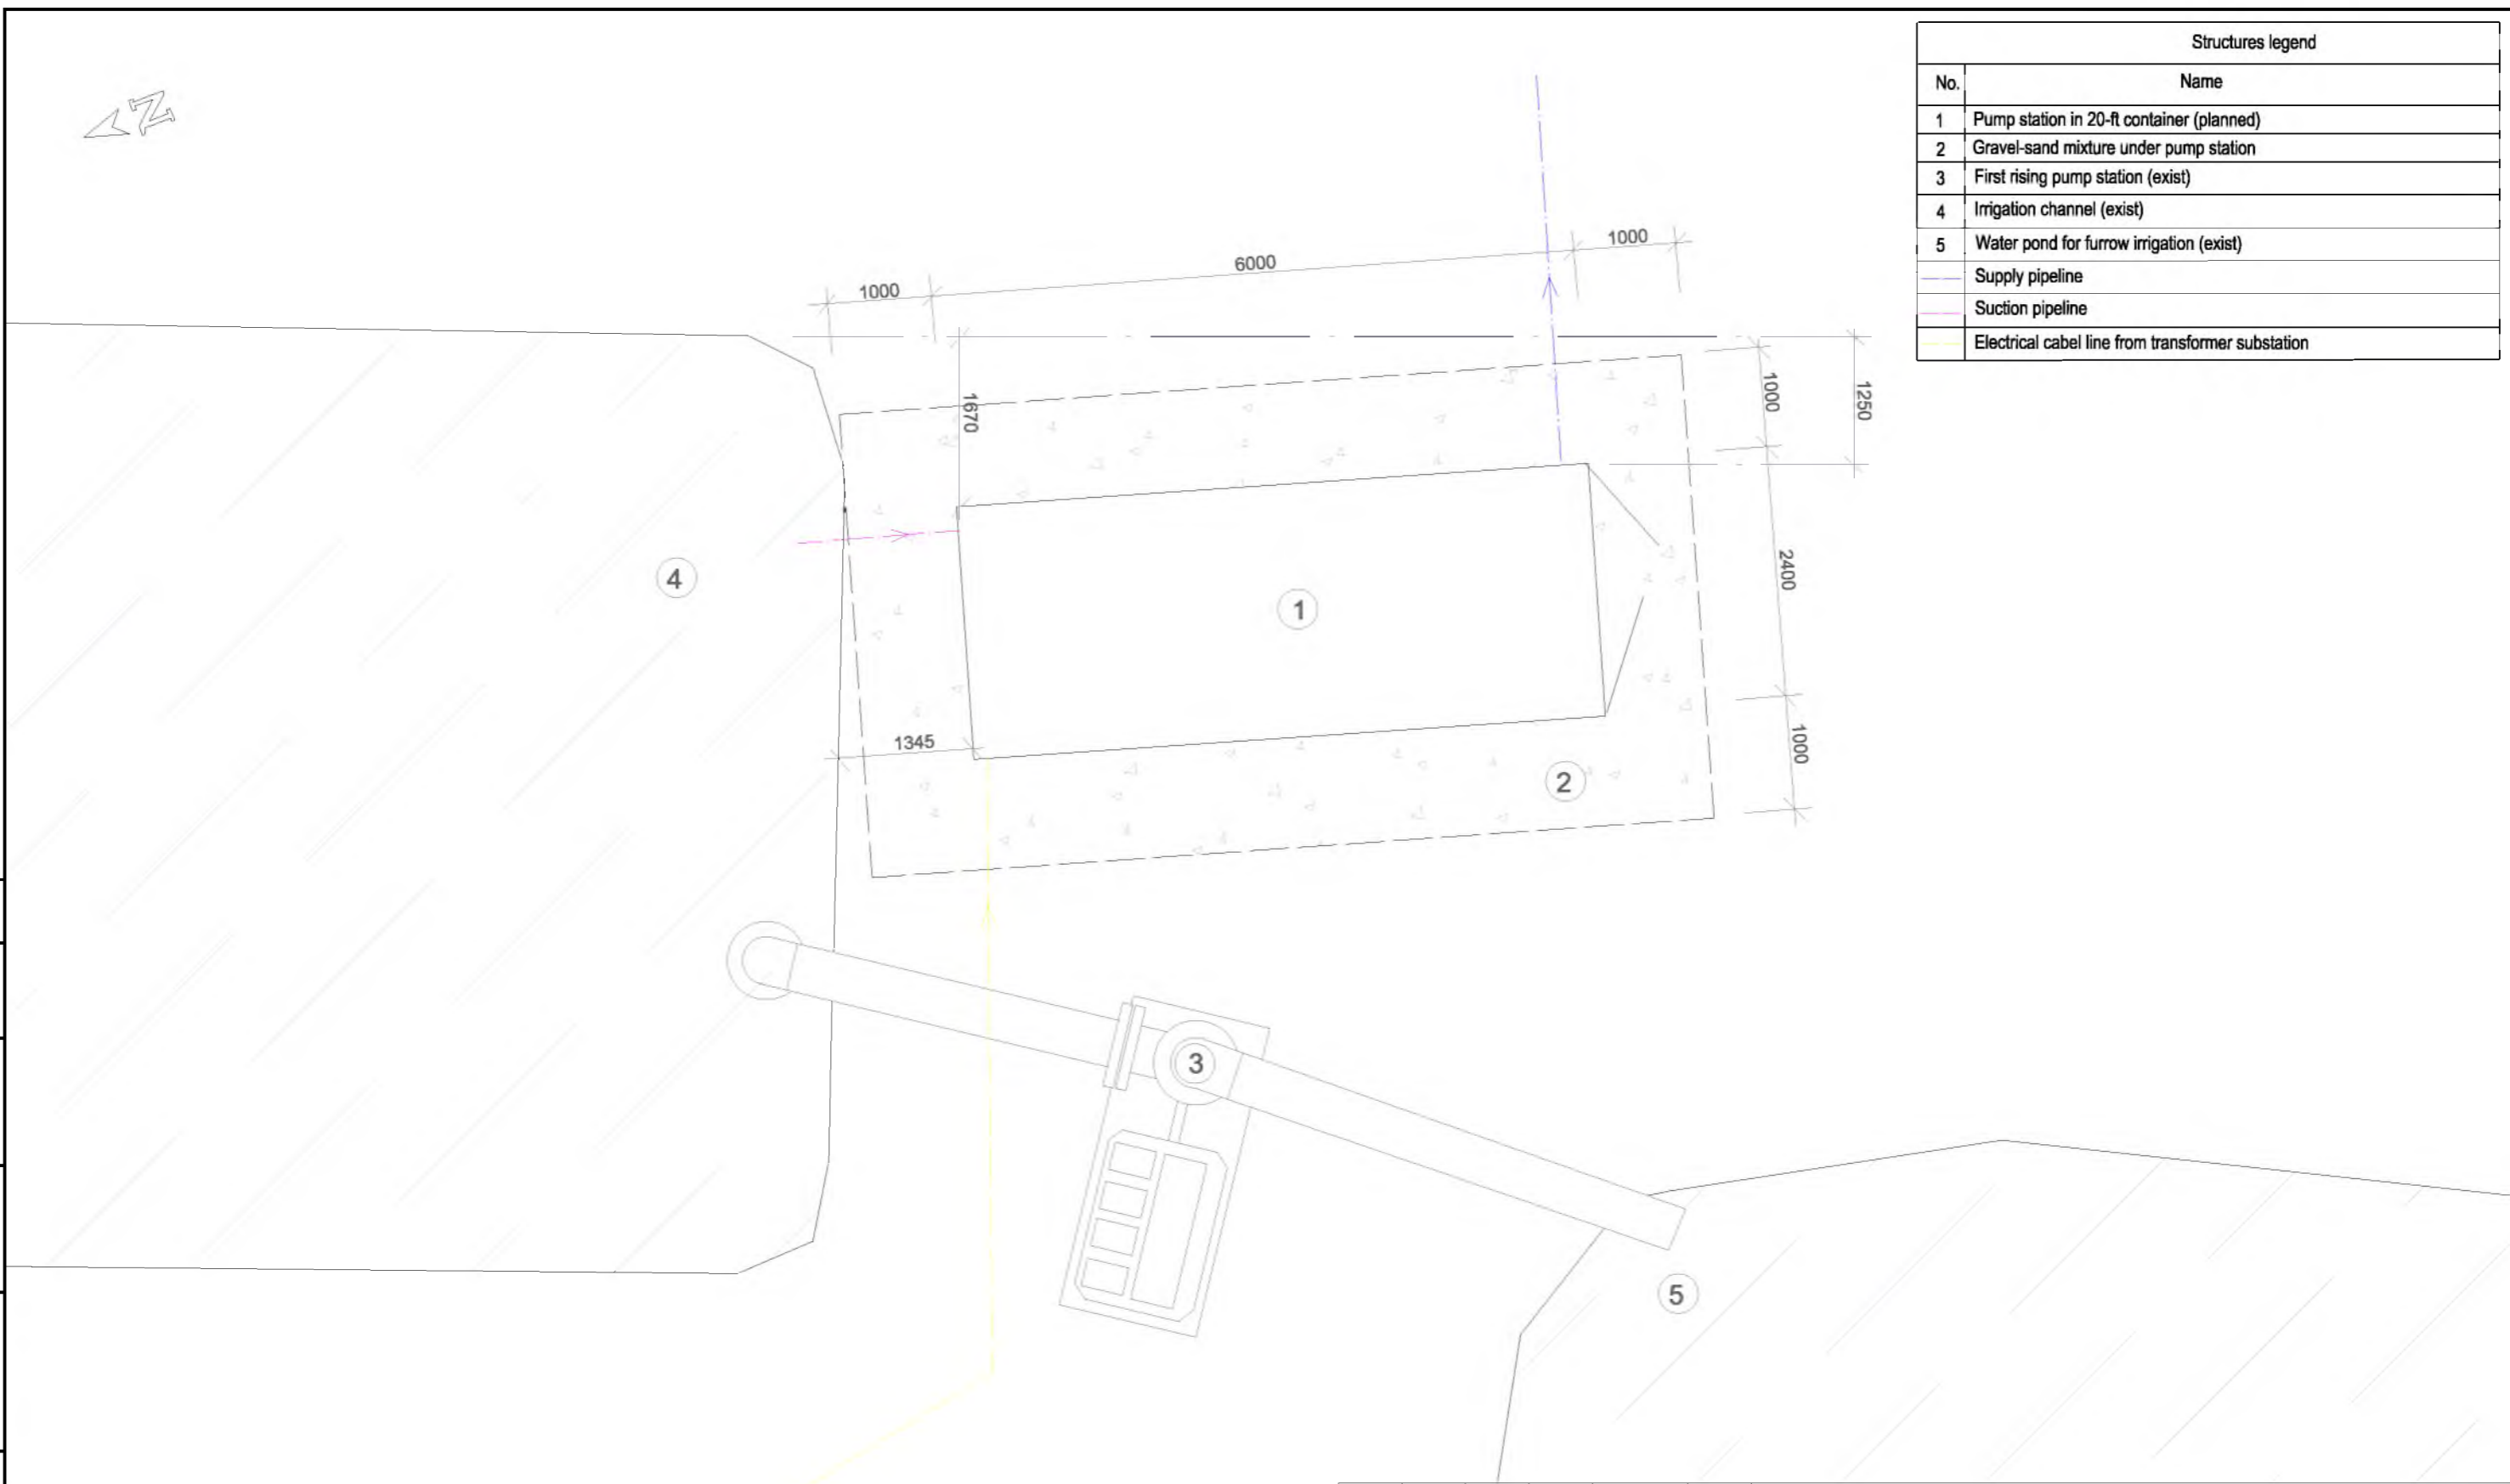 Structures legend
No. Name
1 Pump station in 20-ft container (planned)
2 Gravel-sand mixture under pump station
3 First rising pump station (exist)
4 Irrigation channel (exist)
5 Water pond for furrow irrigation (exist)
Supply pipeline
Suction pipeline
Electrical cabel line from transformer substation
N
1000
6000
1000
1670
1000
1250
2400
1000
1345
4
1
2
3
5